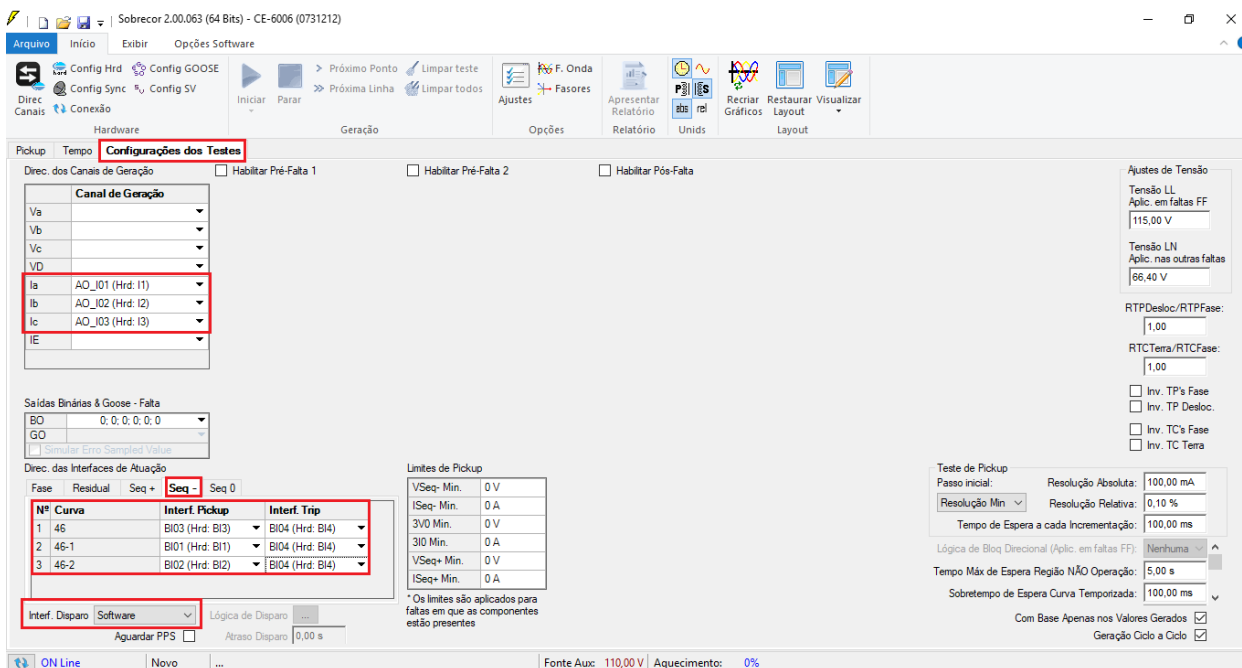 Sobrecor 2.00.063 (64 Bits) - CE-6006 (0731212)
Arquivo Início Exibir Opções Software
Direc Canais
Config Hrd Config GOOSE
Config Sync Config SV
Conexão
Hardware
Iniciar Parar
> Próximo Ponto Limpar teste
>> Próxima Linha Limpar todos
Geração
Ajustes
F. Onda
Fasores
Opções
Apresentar Relatório
Relatório
P S
abs rel
Unids
Recriar Gráficos
Restaurar Layout
Visualizar
Layout
Pickup Tempo Configurações dos Testes
Direc. dos Canais de Geração
Habilitar Pré-Falta 1
Habilitar Pré-Falta 2
Habilitar Pós-Falta
Canal de Geração
Va
Vb
Vc
VD
Ia AO_I01 (Hrd: I1)
Ib AO_I02 (Hrd: I2)
Ic AO_I03 (Hrd: I3)
IE
Ajustes de Tensão
Tensão LL
Aplic. em faltas FF
115,00 V
Tensão LN
Aplic. nas outras faltas
66,40 V
RTPDesloc/RTPFase:
1,00
RTCTerra/RTCFase:
1,00
Inv. TP's Fase
Inv. TP Desloc.
Inv. TC's Fase
Inv. TC Terra
Saídas Binárias & Goose - Falta
BO 0; 0; 0; 0; 0; 0
GO
Simular Erro Sampled Value
Direc. das Interfaces de Atuação
Fase Residual Seq + Seq - Seq 0
Nº Curva Interf. Pickup Interf. Trip
1 46 BI03 (Hrd: BI3) BI04 (Hrd: BI4)
2 46-1 BI01 (Hrd: BI1) BI04 (Hrd: BI4)
3 46-2 BI02 (Hrd: BI2) BI04 (Hrd: BI4)
Interf. Disparo Software Lógica de Disparo ...
Aguardar PPS Atraso Disparo 0,00 s
Limites de Pickup
VSeq- Min. 0 V
ISeq- Min. 0 A
3V0 Min. 0 V
3I0 Min. 0 A
VSeq+ Min. 0 V
ISeq+ Min. 0 A
* Os limites são aplicados para
faltas em que as componentes
estão presentes
Teste de Pickup
Passo inicial: Resolução Absoluta: 100,00 mA
Resolução Min Resolução Relativa: 0,10 %
Tempo de Espera a cada Incrementação: 100,00 ms
Lógica de Bloq Direcional (Aplic. em faltas FF): Nenhuma
Tempo Máx de Espera Região NÃO Operação: 5,00 s
Sobretempo de Espera Curva Temporizada: 100,00 ms
Com Base Apenas nos Valores Gerados
Geração Ciclo a Ciclo
ON Line Novo ... Fonte Aux: 110,00 V Aquecimento: 0%